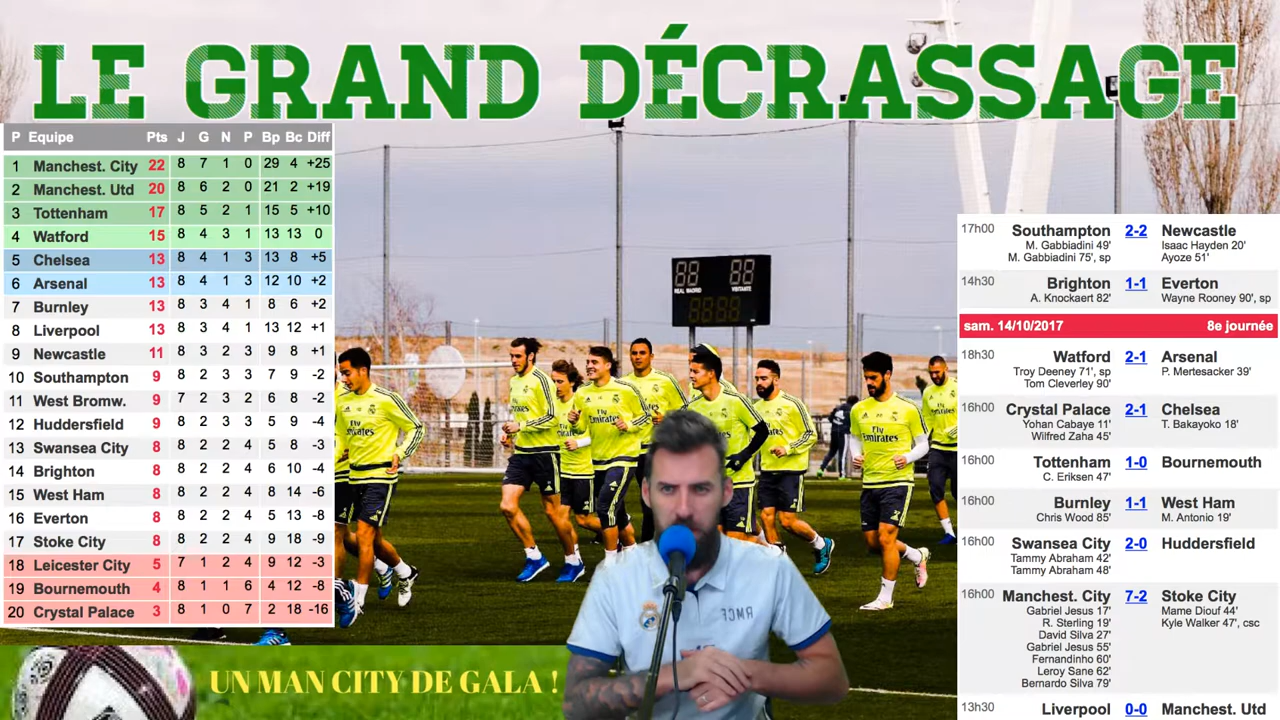 LE GRAND DÉCRASSAGE
P Equipe Pts J G N P Bp Bc Diff
1 Manchest. City 22 8 7 1 0 29 4 +25
2 Manchest. Utd 20 8 6 2 0 21 2 +19
3 Tottenham 17 8 5 2 1 15 5 +10
4 Watford 15 8 4 3 1 13 13 0
5 Chelsea 13 8 4 1 3 13 8 +5
6 Arsenal 13 8 4 1 3 12 10 +2
7 Burnley 13 8 3 4 1 8 6 +2
8 Liverpool 13 8 3 4 1 13 12 +1
9 Newcastle 11 8 3 2 3 9 8 +1
10 Southampton 9 8 2 3 3 7 9 -2
11 West Bromw. 9 7 2 3 2 6 8 -2
12 Huddersfield 9 8 2 3 3 5 9 -4
13 Swansea City 8 8 2 2 4 5 8 -3
14 Brighton 8 8 2 2 4 6 10 -4
15 West Ham 8 8 2 2 4 8 14 -6
16 Everton 8 8 2 2 4 5 13 -8
17 Stoke City 8 8 2 2 4 9 18 -9
18 Leicester City 5 7 1 2 4 9 12 -3
19 Bournemouth 4 8 1 1 6 4 12 -8
20 Crystal Palace 3 8 1 0 7 2 18 -16
17h00 Southampton 2-2 Newcastle
M. Gabbiadini 49' Isaac Hayden 20'
M. Gabbiadini 75', sp Ayoze 51'
14h30 Brighton 1-1 Everton
A. Knockaert 82' Wayne Rooney 90', sp
sam. 14/10/2017 8e journée
18h30 Watford 2-1 Arsenal
Troy Deeney 71', sp P. Mertesacker 39'
Tom Cleverley 90'
16h00 Crystal Palace 2-1 Chelsea
Yohan Cabaye 11' T. Bakayoko 18'
Wilfred Zaha 45'
16h00 Tottenham 1-0 Bournemouth
C. Eriksen 47'
16h00 Burnley 1-1 West Ham
Chris Wood 85' M. Antonio 19'
16h00 Swansea City 2-0 Huddersfield
Tammy Abraham 42'
Tammy Abraham 48'
16h00 Manchest. City 7-2 Stoke City
Gabriel Jesus 17' Mame Diouf 44'
R. Sterling 19' Kyle Walker 47', csc
David Silva 27'
Gabriel Jesus 55'
Fernandinho 60'
Leroy Sane 62'
Bernardo Silva 79'
13h30 Liverpool 0-0 Manchest. Utd
REAL MADRID VISITANTE
Fly Emirates
Fly Emirates
Fly Emirates
Emirates
RMCF
UN MAN CITY DE GALA !